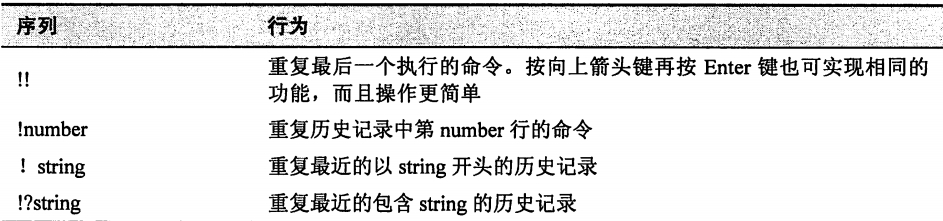 序列 行为
!! 重复最后一个执行的命令。按向上箭头键再按 Enter 键也可实现相同的
功能，而且操作更简单
!number 重复历史记录中第 number 行的命令
！ string 重复最近的以 string 开头的历史记录
!?string 重复最近的包含 string 的历史记录